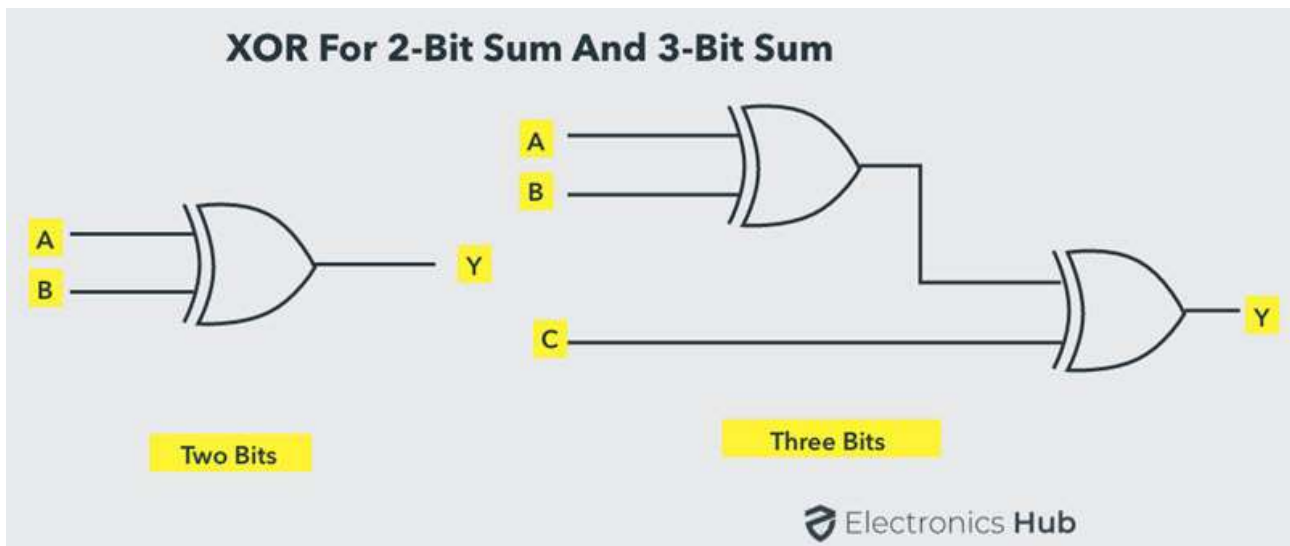 XOR For 2-Bit Sum And 3-Bit Sum
A
B
Y
Two Bits
A
B
C
Y
Three Bits
Electronics Hub